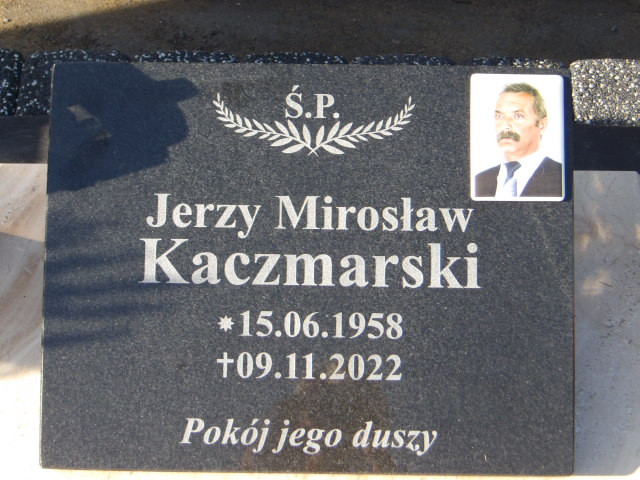 Ś.P.
Jerzy Mirosław
Kaczmarski
✷15.06.1958
✝09.11.2022
Pokój jego duszy